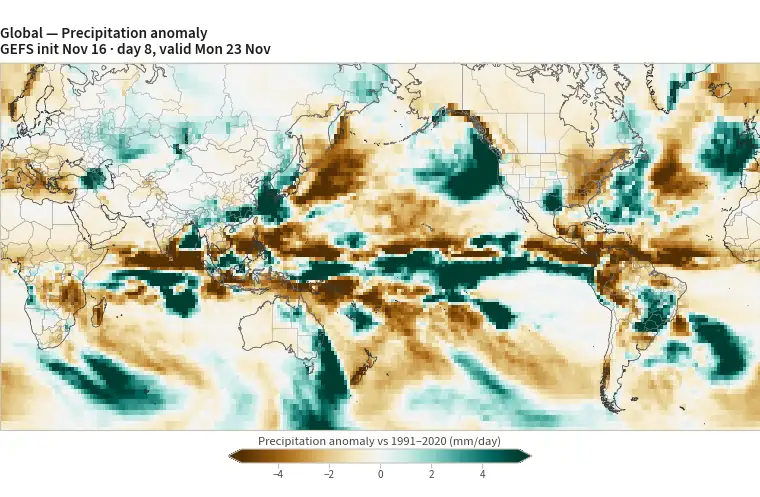 Global — Precipitation anomaly
GEFS init Nov 16 · day 8, valid Mon 23 Nov
Precipitation anomaly vs 1991–2020 (mm/day)
−4 −2 0 2 4